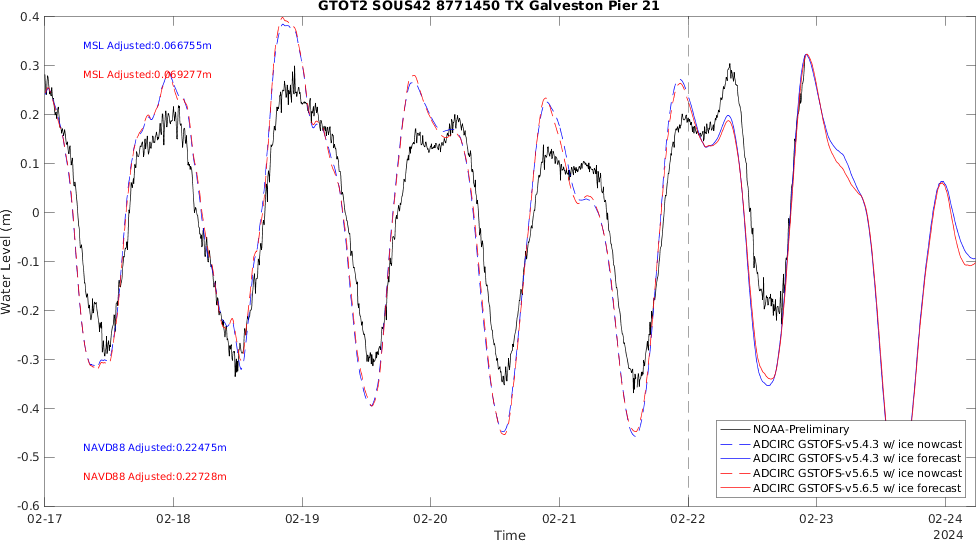 GTOT2 SOUS42 8771450 TX Galveston Pier 21
0.4
MSL Adjusted:0.066755m
0.3
MSL Adjusted:0.069277m
0.2
0.1
0
Water Level (m)
-0.1
-0.2
-0.3
-0.4
NOAA-Preliminary
NAVD88 Adjusted:0.22475m
ADCIRC GSTOFS-v5.4.3 w/ ice nowcast
-0.5
ADCIRC GSTOFS-v5.4.3 w/ ice forecast
NAVD88 Adjusted:0.22728m
ADCIRC GSTOFS-v5.6.5 w/ ice nowcast
ADCIRC GSTOFS-v5.6.5 w/ ice forecast
-0.6
02-17 02-18 02-19 02-20 02-21 02-22 02-23 02-24
Time
2024